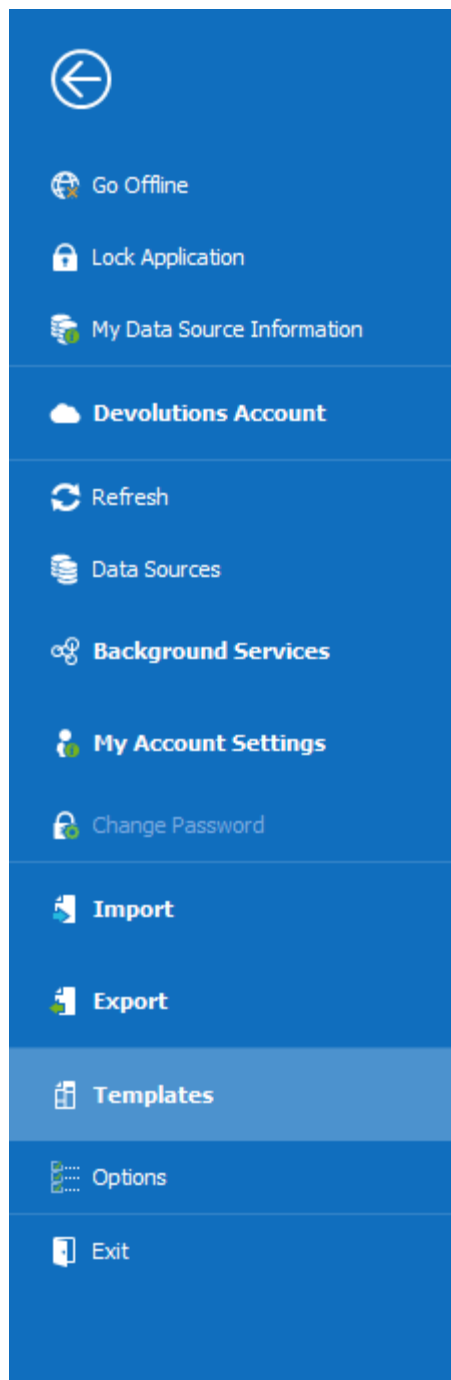 Go Offline
Lock Application
My Data Source Information
Devolutions Account
Refresh
Data Sources
Background Services
My Account Settings
Change Password
Import
Export
Templates
Options
Exit